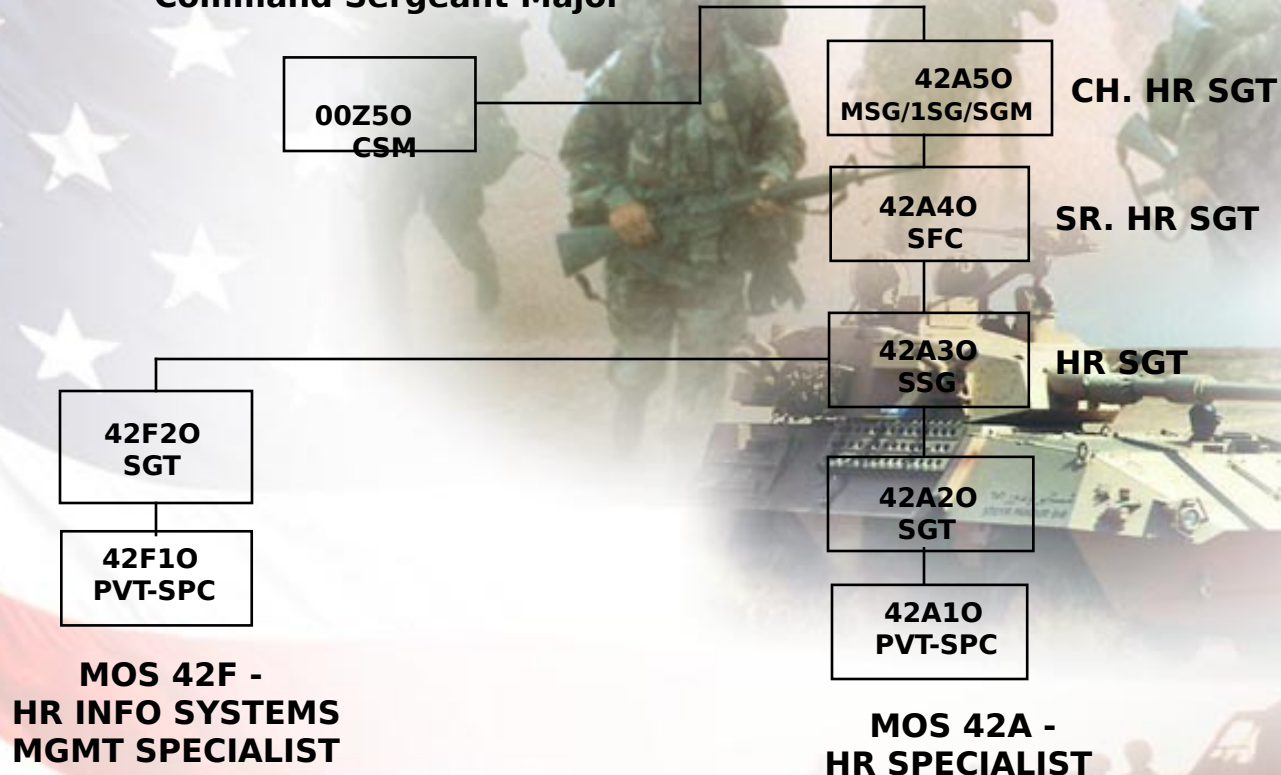 Command Sergeant Major
00Z5O
CSM
42A5O
MSG/1SG/SGM
CH. HR SGT
42A4O
SFC
SR. HR SGT
42A3O
SSG
HR SGT
42F2O
SGT
42A2O
SGT
42F1O
PVT-SPC
42A1O
PVT-SPC
MOS 42F -
HR INFO SYSTEMS
MGMT SPECIALIST
MOS 42A -
HR SPECIALIST